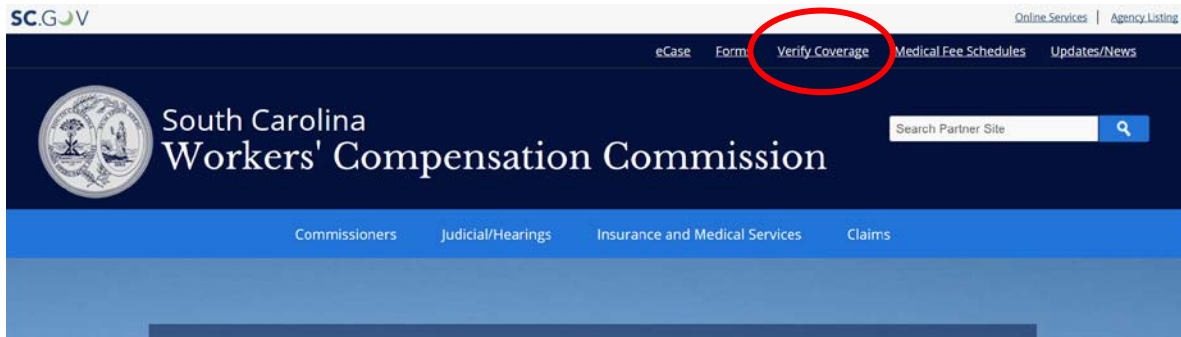 SC.GOV
Online Services | Agency Listing
eCase Forms Verify Coverage Medical Fee Schedules Updates/News
South Carolina
Workers' Compensation Commission
Search Partner Site
Commissioners Judicial/Hearings Insurance and Medical Services Claims